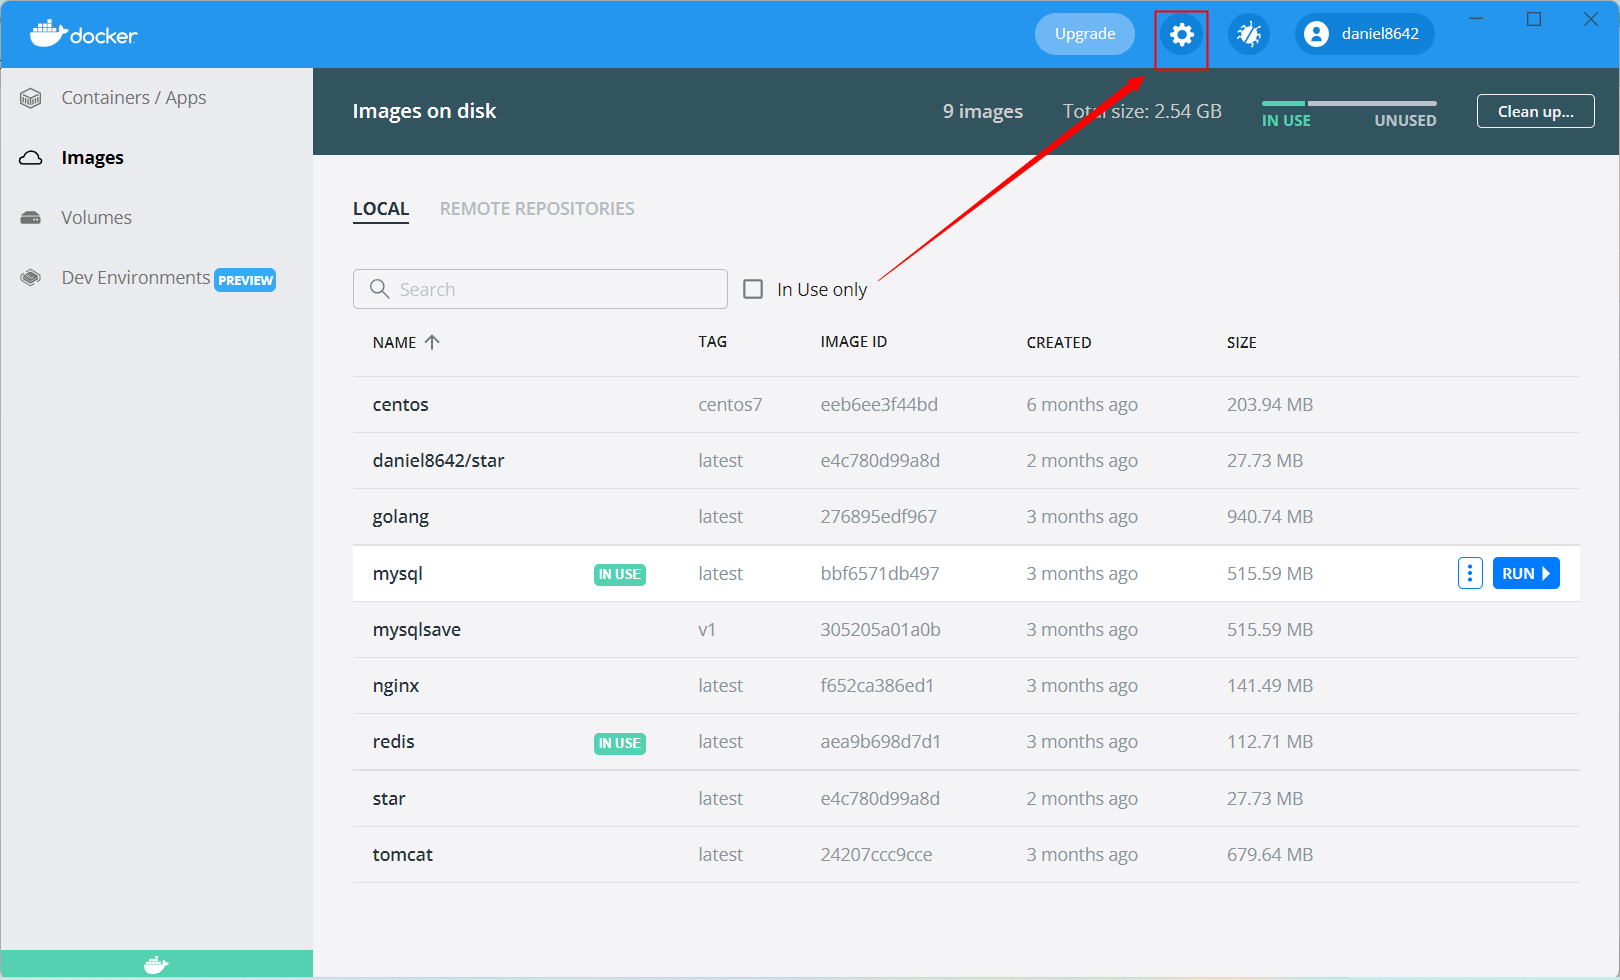 docker
Upgrade
daniel8642
Containers / Apps
Images
Volumes
Dev Environments PREVIEW
Images on disk
9 images
Total size: 2.54 GB
IN USE
UNUSED
Clean up...
LOCAL
REMOTE REPOSITORIES
Search
In Use only
NAME TAG IMAGE ID CREATED SIZE
centos centos7 eeb6ee3f44bd 6 months ago 203.94 MB
daniel8642/star latest e4c780d99a8d 2 months ago 27.73 MB
golang latest 276895edf967 3 months ago 940.74 MB
mysql IN USE latest bbf6571db497 3 months ago 515.59 MB RUN
mysqlsave v1 305205a01a0b 3 months ago 515.59 MB
nginx latest f652ca386ed1 3 months ago 141.49 MB
redis IN USE latest aea9b698d7d1 3 months ago 112.71 MB
star latest e4c780d99a8d 2 months ago 27.73 MB
tomcat latest 24207ccc9cce 3 months ago 679.64 MB